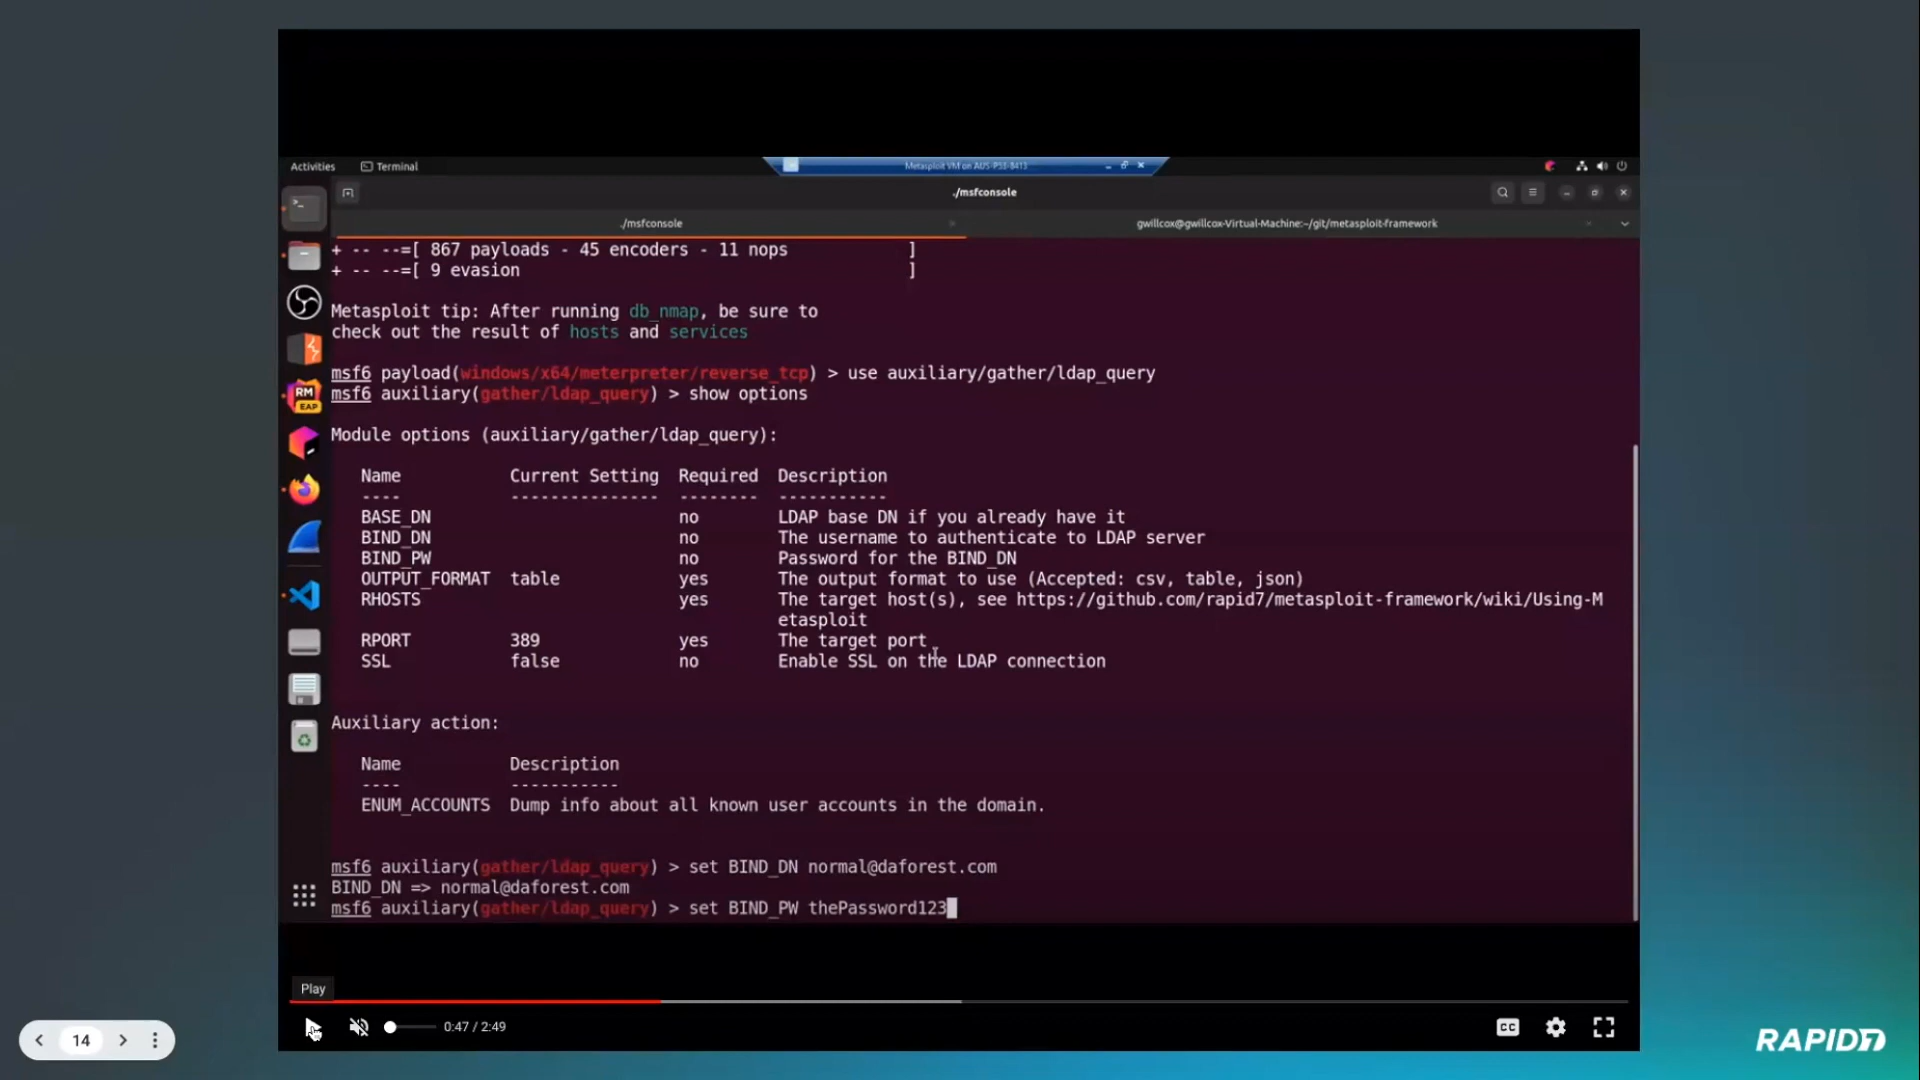 Activities
Terminal
Metasploit VM on AUS-PSE-8413
./msfconsole
./msfconsole
gwillcox@gwillcox-Virtual-Machine:~/git/metasploit-framework
+ -- --=[ 867 payloads - 45 encoders - 11 nops ]
+ -- --=[ 9 evasion ]
Metasploit tip: After running db_nmap, be sure to
check out the result of hosts and services
msf6 payload(windows/x64/meterpreter/reverse_tcp) > use auxiliary/gather/ldap_query
msf6 auxiliary(gather/ldap_query) > show options
Module options (auxiliary/gather/ldap_query):
Name Current Setting Required Description
---- --------------- -------- -----------
BASE_DN no LDAP base DN if you already have it
BIND_DN no The username to authenticate to LDAP server
BIND_PW no Password for the BIND_DN
OUTPUT_FORMAT table yes The output format to use (Accepted: csv, table, json)
RHOSTS yes The target host(s), see https://github.com/rapid7/metasploit-framework/wiki/Using-M
etasploit
RPORT 389 yes The target port
SSL false no Enable SSL on the LDAP connection
Auxiliary action:
Name Description
---- -----------
ENUM_ACCOUNTS Dump info about all known user accounts in the domain.
msf6 auxiliary(gather/ldap_query) > set BIND_DN normal@daforest.com
BIND_DN => normal@daforest.com
msf6 auxiliary(gather/ldap_query) > set BIND_PW thePassword123
RM
EAP
Play
0:47 / 2:49
CC
14
RAPID7